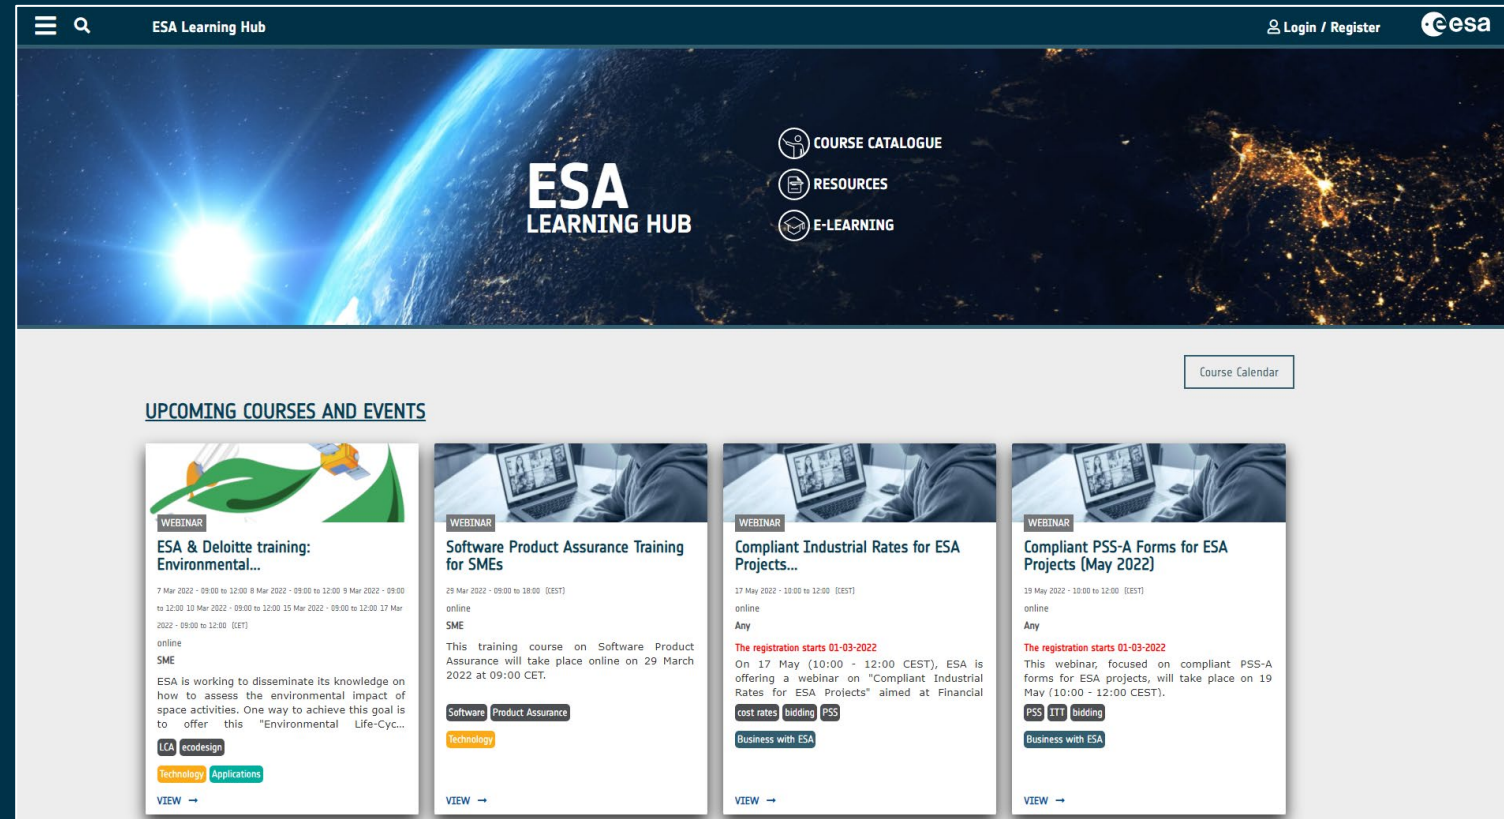 ESA Learning Hub
Login / Register
esa
ESA
LEARNING HUB
COURSE CATALOGUE
RESOURCES
E-LEARNING
Course Calendar
UPCOMING COURSES AND EVENTS
WEBINAR
ESA & Deloitte training:
Environmental...
7 Mar 2022 - 09:00 to 12:00 8 Mar 2022 - 09:00 to 12:00 9 Mar 2022 - 09:00
to 12:00 10 Mar 2022 - 09:00 to 12:00 15 Mar 2022 - 09:00 to 12:00 17 Mar
2022 - 09:00 to 12:00 (CET)
online
SME
ESA is working to disseminate its knowledge on
how to assess the environmental impact of
space activities. One way to achieve this goal is
to offer this "Environmental Life-Cyc...
LCA ecodesign
Technology Applications
VIEW →
WEBINAR
Software Product Assurance Training
for SMEs
29 Mar 2022 - 09:00 to 18:00 (CEST)
online
SME
This training course on Software Product
Assurance will take place online on 29 March
2022 at 09:00 CET.
Software Product Assurance
Technology
VIEW →
WEBINAR
Compliant Industrial Rates for ESA
Projects...
17 May 2022 - 10:00 to 12:00 (CEST)
online
Any
The registration starts 01-03-2022
On 17 May (10:00 - 12:00 CEST), ESA is
offering a webinar on "Compliant Industrial
Rates for ESA Projects" aimed at Financial
cost rates bidding PSS
Business with ESA
VIEW →
WEBINAR
Compliant PSS-A Forms for ESA
Projects (May 2022)
19 May 2022 - 10:00 to 12:00 (CEST)
online
Any
The registration starts 01-03-2022
This webinar, focused on compliant PSS-A
forms for ESA projects, will take place on 19
May (10:00 - 12:00 CEST).
PSS ITT bidding
Business with ESA
VIEW →